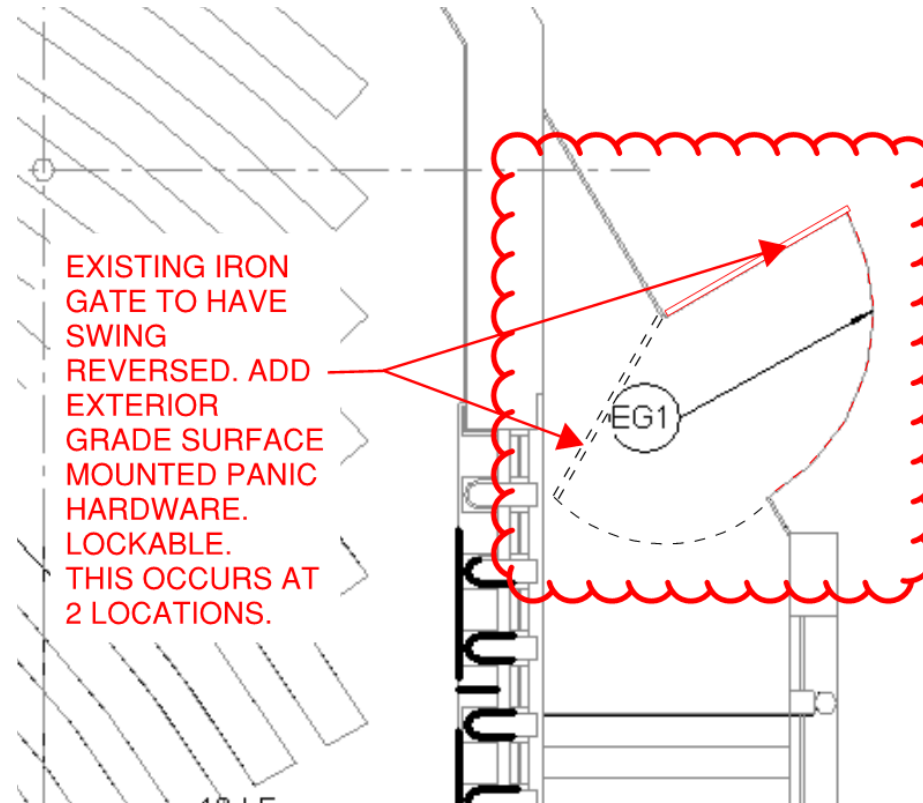 EXISTING IRON
GATE TO HAVE
SWING
REVERSED. ADD
EXTERIOR
GRADE SURFACE
MOUNTED PANIC
HARDWARE.
LOCKABLE.
THIS OCCURS AT
2 LOCATIONS.
EG1